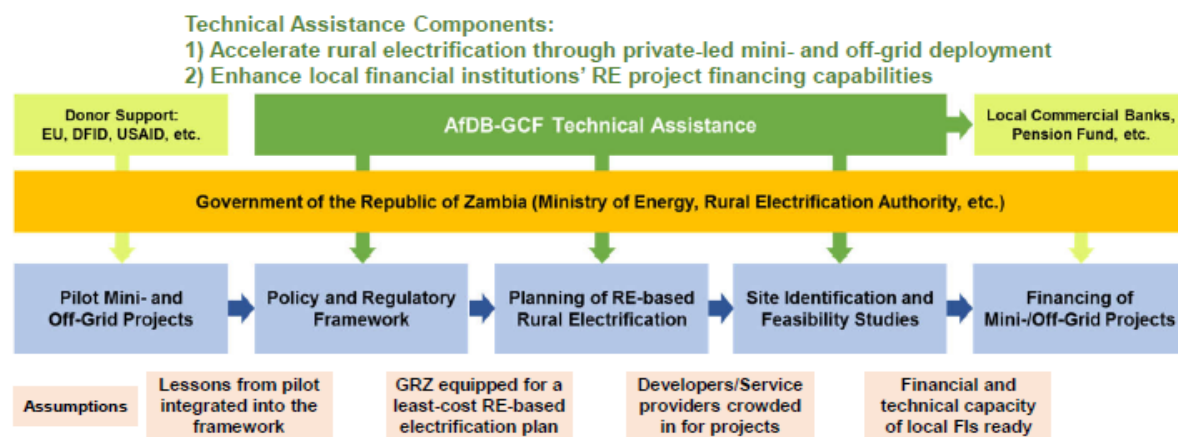 Technical Assistance Components:
1) Accelerate rural electrification through private-led mini- and off-grid deployment
2) Enhance local financial institutions' RE project financing capabilities
Donor Support:
EU, DFID, USAID, etc.
AfDB-GCF Technical Assistance
Local Commercial Banks,
Pension Fund, etc.
Government of the Republic of Zambia (Ministry of Energy, Rural Electrification Authority, etc.)
Pilot Mini- and
Off-Grid Projects
Policy and Regulatory
Framework
Planning of RE-based
Rural Electrification
Site Identification and
Feasibility Studies
Financing of
Mini-/Off-Grid Projects
Assumptions
Lessons from pilot
integrated into the
framework
GRZ equipped for a
least-cost RE-based
electrification plan
Developers/Service
providers crowded
in for projects
Financial and
technical capacity
of local FIs ready